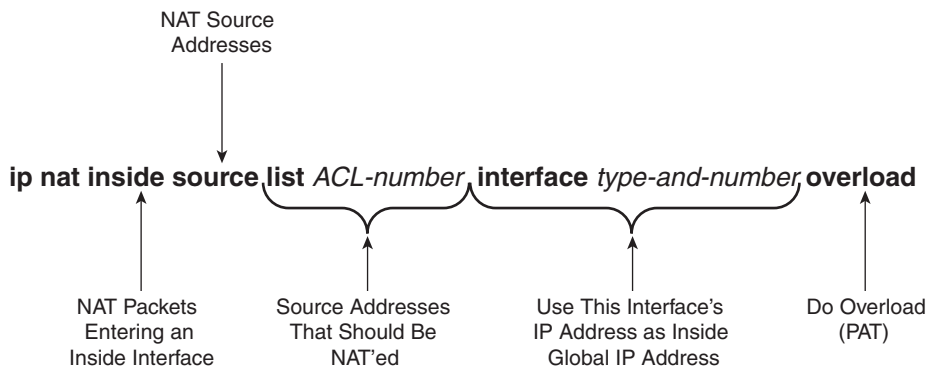 NAT Source
Addresses
ip nat inside source list ACL-number interface type-and-number overload
NAT Packets
Entering an
Inside Interface
Source Addresses
That Should Be
NAT'ed
Use This Interface's
IP Address as Inside
Global IP Address
Do Overload
(PAT)